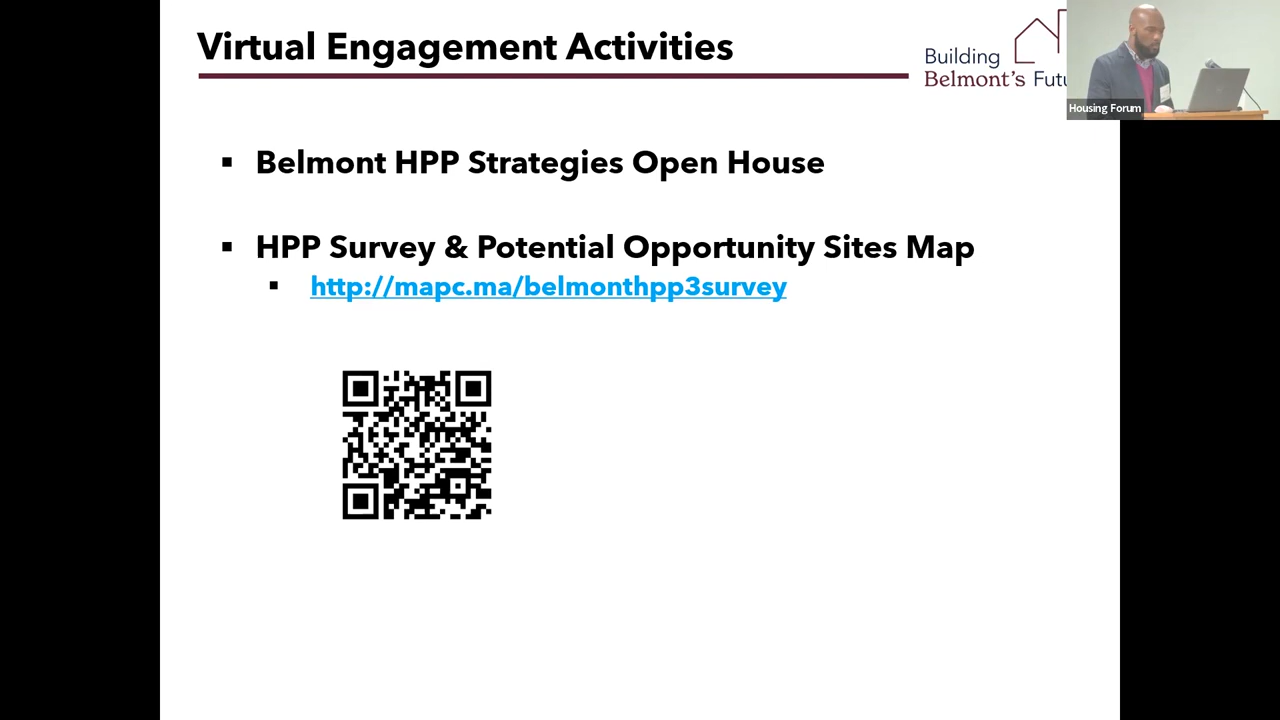 Virtual Engagement Activities
Building
Belmont's Futu
Housing Forum
▪ Belmont HPP Strategies Open House
▪ HPP Survey & Potential Opportunity Sites Map
▪ http://mapc.ma/belmonthpp3survey